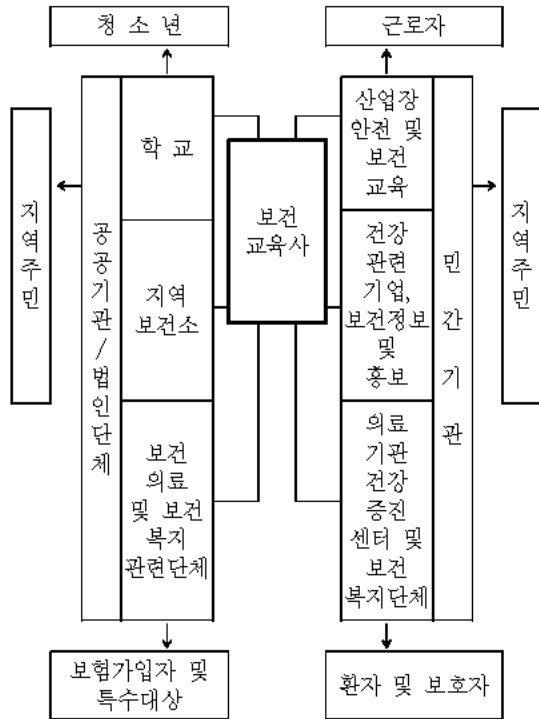 청 소 년
근로자
지역주민
공공기관/법인단체
학 교
지역
보건소
보건
의료
및 보건
복지
관련단체
보건
교육사
산업장
안전 및
보건
교육
건강
관련
기업,
보건정보
및
홍보
의료
기관
건강
증진
센터 및
보건
복지단체
민간기관
지역주민
보험가입자 및
특수대상
환자 및 보호자